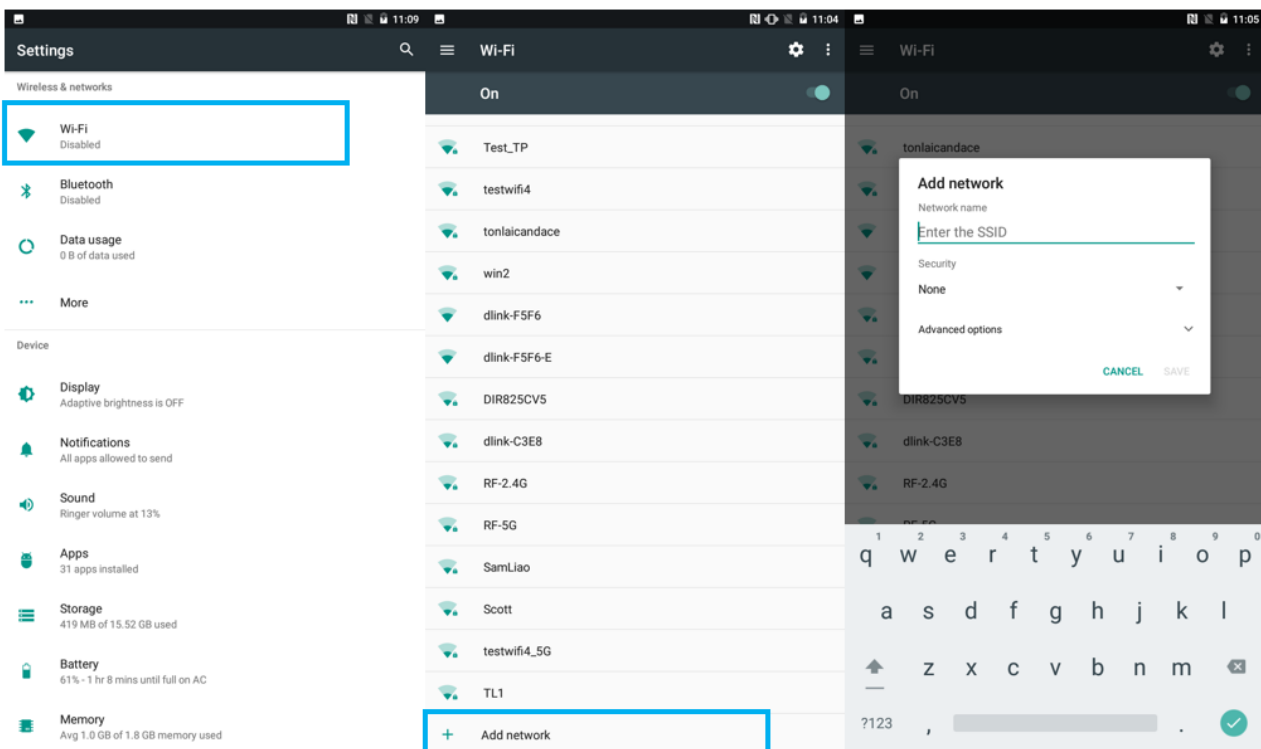 11:09
Settings
Wireless & networks
Wi-Fi
Disabled
Bluetooth
Disabled
Data usage
0 B of data used
More
Device
Display
Adaptive brightness is OFF
Notifications
All apps allowed to send
Sound
Ringer volume at 13%
Apps
31 apps installed
Storage
419 MB of 15.52 GB used
Battery
61% - 1 hr 8 mins until full on AC
Memory
Avg 1.0 GB of 1.8 GB memory used
11:04
Wi-Fi
On
Test_TP
testwifi4
tonlaicandace
win2
dlink-F5F6
dlink-F5F6-E
DIR825CV5
dlink-C3E8
RF-2.4G
RF-5G
SamLiao
Scott
testwifi4_5G
TL1
+ Add network
11:05
Wi-Fi
On
tonlaicandace
Add network
Network name
Enter the SSID
Security
None
Advanced options
CANCEL SAVE
DIR825CV5
dlink-C3E8
RF-2.4G
RF-5G
1 2 3 4 5 6 7 8 9 0
q w e r t y u i o p
a s d f g h j k l
z x c v b n m
?123 , .